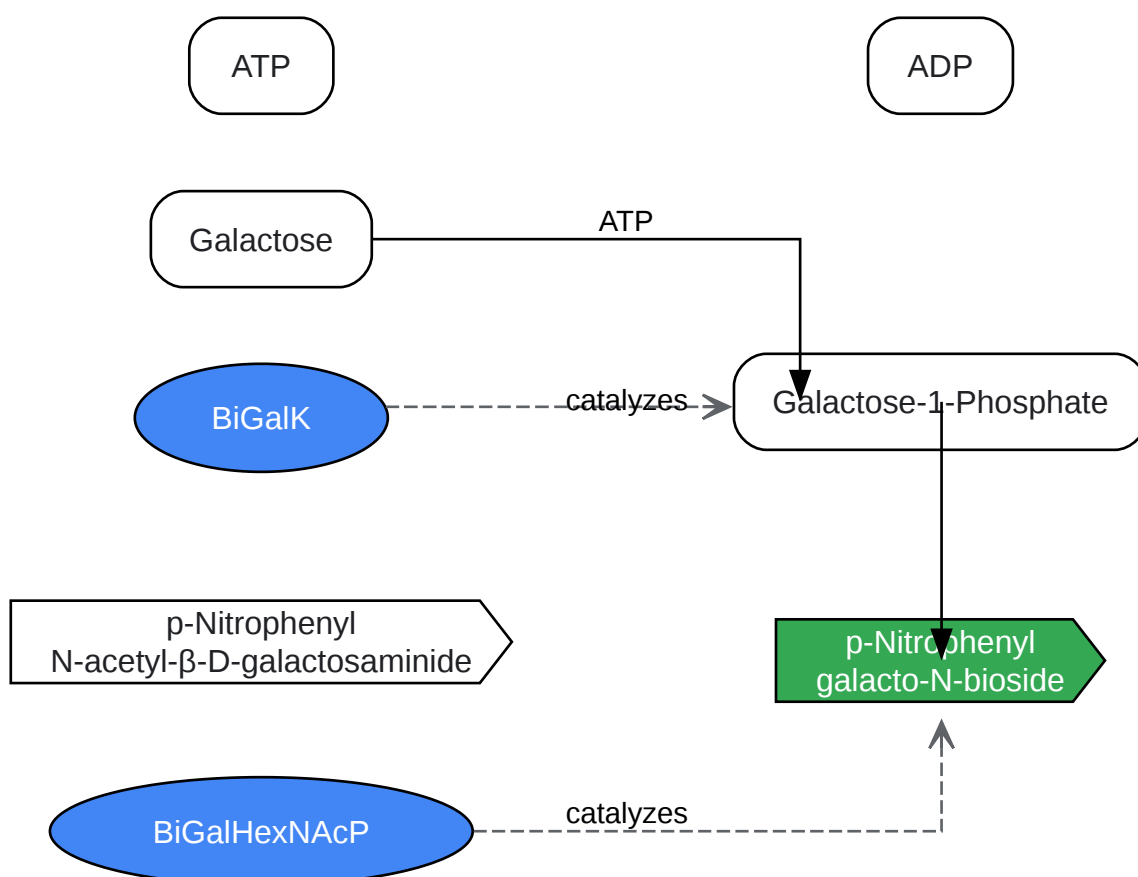 ATP
ADP
Galactose
ATP
BiGalK
catalyzes
Galactose-1-Phosphate
p-Nitrophenyl
N-acetyl-β-D-galactosaminide
p-Nitrophenyl
galacto-N-bioside
BiGalHexNAcP
catalyzes